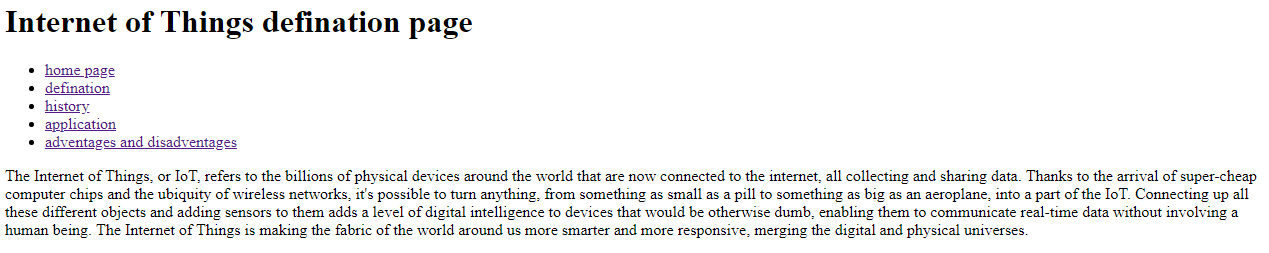 Internet of Things defination page
home page
defination
history
application
adventages and disadventages
The Internet of Things, or IoT, refers to the billions of physical devices around the world that are now connected to the internet, all collecting and sharing data. Thanks to the arrival of super-cheap
computer chips and the ubiquity of wireless networks, it's possible to turn anything, from something as small as a pill to something as big as an aeroplane, into a part of the IoT. Connecting up all
these different objects and adding sensors to them adds a level of digital intelligence to devices that would be otherwise dumb, enabling them to communicate real-time data without involving a
human being. The Internet of Things is making the fabric of the world around us more smarter and more responsive, merging the digital and physical universes.